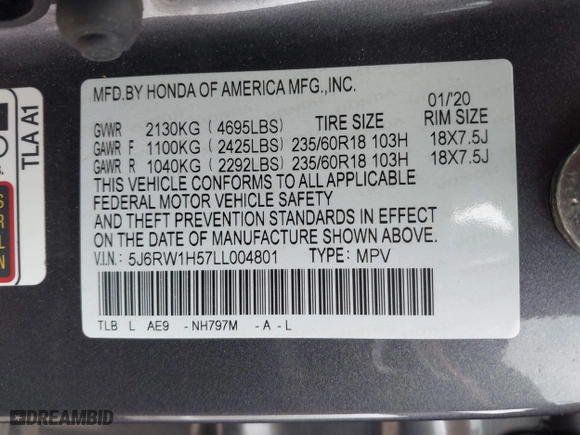 MFD.BY HONDA OF AMERICA MFG.,INC.
GVWR 2130KG (4695LBS) TIRE SIZE 01/'20 RIM SIZE
GAWR F 1100KG (2425LBS) 235/60R18 103H 18X7.5J
GAWR R 1040KG (2292LBS) 235/60R18 103H 18X7.5J
THIS VEHICLE CONFORMS TO ALL APPLICABLE
FEDERAL MOTOR VEHICLE SAFETY
AND THEFT PREVENTION STANDARDS IN EFFECT
ON THE DATE OF MANUFACTURE SHOWN ABOVE.
V.I.N.: 5J6RW1H57LL004801 TYPE: MPV
TLB L AE9 -NH797M -A -L
TLA A1
DREAMBID